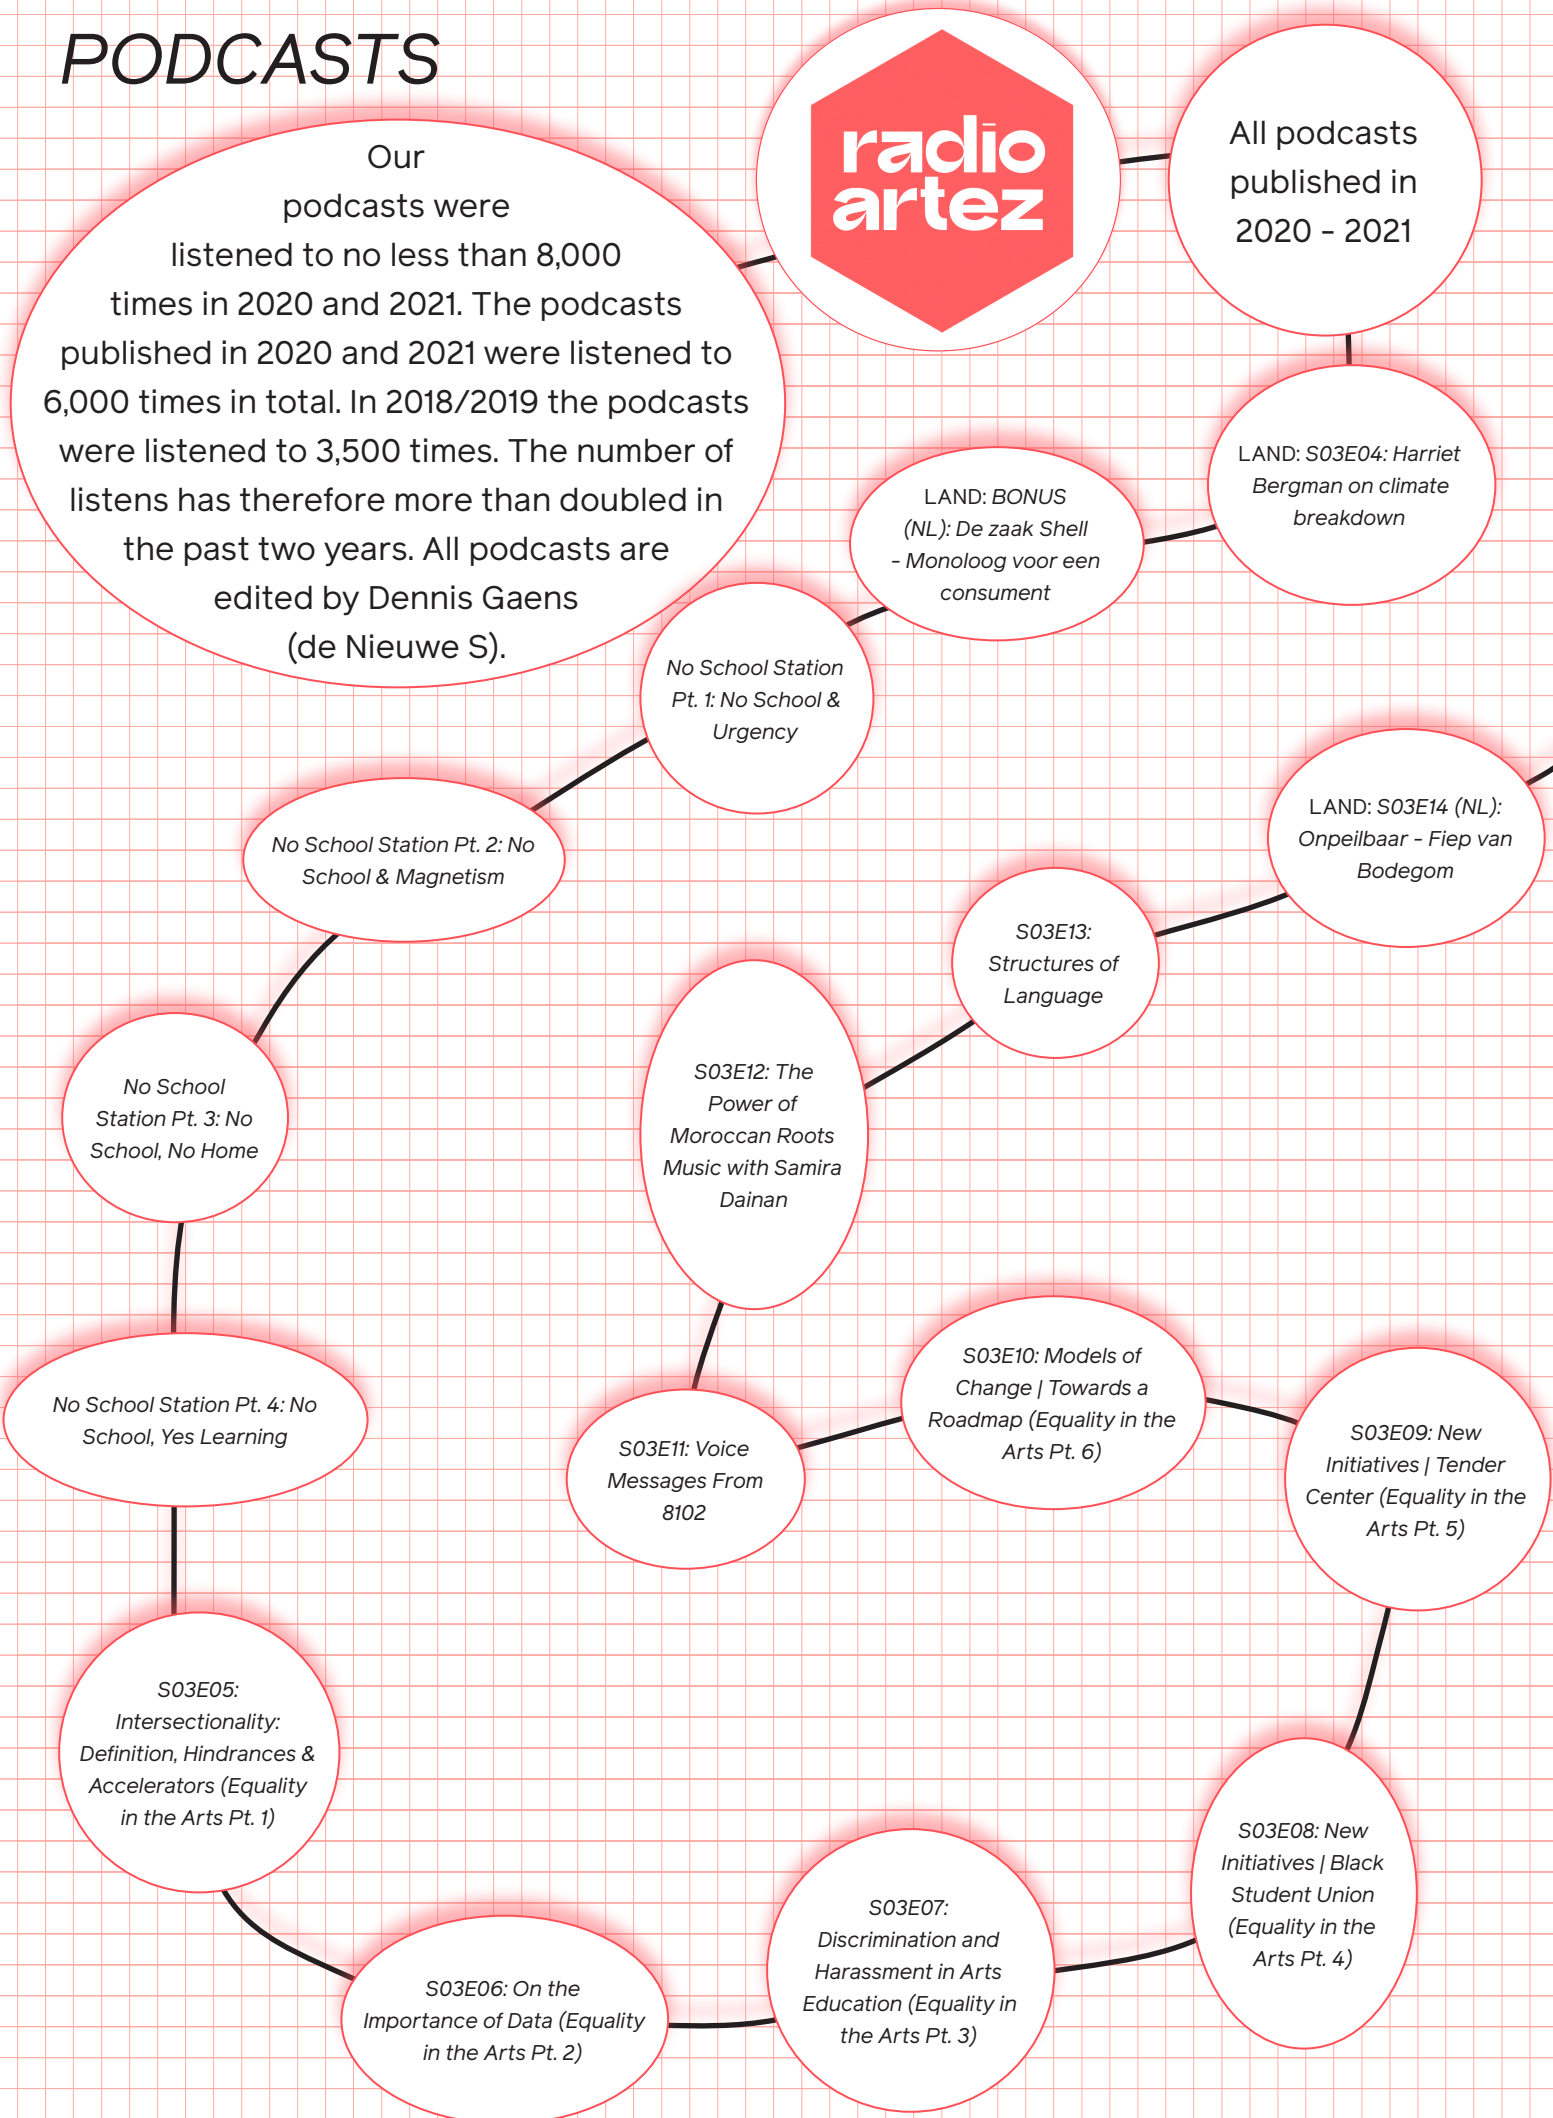 PODCASTS
Our
podcasts were
listened to no less than 8,000
times in 2020 and 2021. The podcasts
published in 2020 and 2021 were listened to
6,000 times in total. In 2018/2019 the podcasts
were listened to 3,500 times. The number of
listens has therefore more than doubled in
the past two years. All podcasts are
edited by Dennis Gaens
(de Nieuwe S).
radio
artez
All podcasts
published in
2020 - 2021
LAND: S03E04: Harriet
Bergman on climate
breakdown
LAND: BONUS
(NL): De zaak Shell
- Monoloog voor een
consument
No School Station
Pt. 1: No School &
Urgency
No School Station Pt. 2: No
School & Magnetism
No School
Station Pt. 3: No
School, No Home
No School Station Pt. 4: No
School, Yes Learning
S03E05:
Intersectionality:
Definition, Hindrances &
Accelerators (Equality
in the Arts Pt. 1)
S03E06: On the
Importance of Data (Equality
in the Arts Pt. 2)
S03E07:
Discrimination and
Harassment in Arts
Education (Equality in
the Arts Pt. 3)
S03E08: New
Initiatives | Black
Student Union
(Equality in the
Arts Pt. 4)
S03E09: New
Initiatives | Tender
Center (Equality in the
Arts Pt. 5)
S03E10: Models of
Change | Towards a
Roadmap (Equality in the
Arts Pt. 6)
S03E11: Voice
Messages From
8102
S03E12: The
Power of
Moroccan Roots
Music with Samira
Dainan
S03E13:
Structures of
Language
LAND: S03E14 (NL):
Onpeilbaar - Fiep van
Bodegom